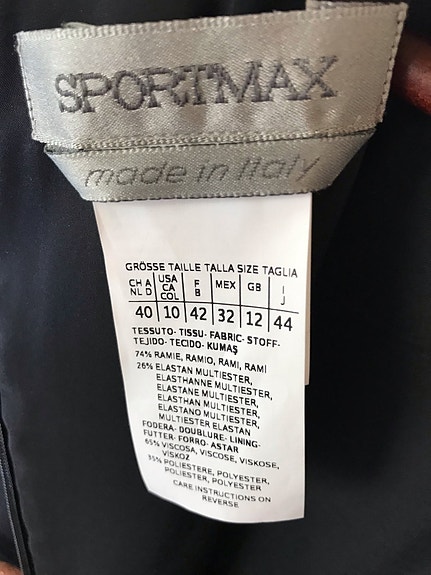 SPORTMAX
made in Italy
GRÖSSE TAILLE TALLA SIZE TAGLIA
CH A NL D | USA CA COL | F B | MEX | GB | I J
40 | 10 | 42 | 32 | 12 | 44
TESSUTO- TISSU- FABRIC- STOFF-
TEJIDO- TECIDO- KUMAŞ
74% RAMIE, RAMIO, RAMI, RAMI
26% ELASTAN MULTIESTER,
ELASTHANNE MULTIESTER,
ELASTANE MULTIESTER,
ELASTHAN MULTIESTER,
ELASTANO MULTIESTER,
MULTIESTER ELASTAN
FODERA- DOUBLURE- LINING-
FUTTER- FORRO- ASTAR
65% VISCOSA, VISCOSE, VISKOSE,
VISKOZ
35% POLIESTERE, POLYESTER,
POLIESTER, POLYESTER
CARE INSTRUCTIONS ON
REVERSE